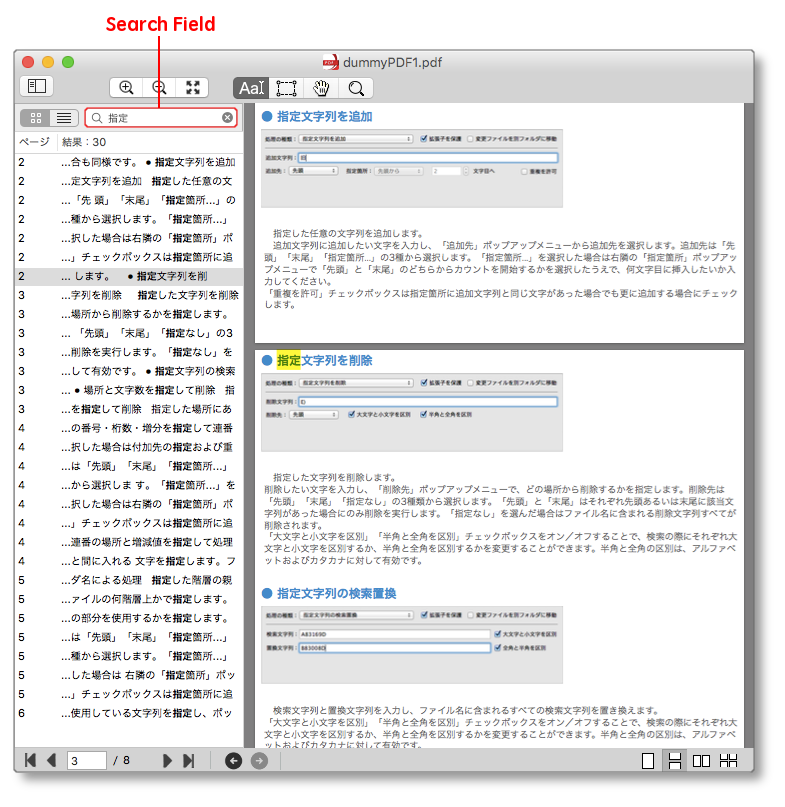 Search Field
dummyPDF1.pdf
Aa
指定
ページ 結果：30
2 ...合も同様です。 ● 指定文字列を追加
2 ...定文字列を追加 指定した任意の文
2 ...「先 頭」「末尾」「指定箇所...」の
2 ...種から選択します。「指定箇所...」
2 ...択した場合は右隣の「指定箇所」ポ
2 ...」チェックボックスは指定箇所に追
2 ... します。 ● 指定文字列を削
3 ...字列を削除 指定した文字列を削除
3 ...場所から削除するかを指定します。
3 ... 「先頭」「末尾」「指定なし」の3
3 ...削除を実行します。「指定なし」を
3 ...して有効です。 ● 指定文字列の検索
3 ... ● 場所と文字数を指定して削除 指
3 ...を指定して削除 指定した場所にあ
4 ...の番号・桁数・増分を指定して連番
4 ...択した場合は付加先の指定および重
4 ...は「先頭」「末尾」「指定箇所...」
4 ...から選択しま す。「指定箇所...」を
4 ...択した場合は右隣の「指定箇所」ポ
4 ...」チェックボックスは指定箇所に追
4 ...連番の場所と増減値を指定して処理
4 ...と間に入れる 文字を指定します。フ
5 ...ダ名による処理 指定した階層の親
5 ...ァイルの何階層上かで指定します。
5 ...の部分を使用するかを指定します。
5 ...は「先頭」「末尾」「指定箇所...」
5 ...種から選択します。「指定箇所...」
5 ...した場合は 右隣の「指定箇所」ポッ
5 ...」チェックボックスは指定箇所に追
6 ...使用している文字列を指定し、ポッ
3 / 8
● 指定文字列を追加
処理の種類： 指定文字列を追加 拡張子を保護 変更ファイルを別フォルダに移動
追加文字列：
追加先： 先頭 指定箇所： 先頭から 2 文字目へ 重複を許可
指定した任意の文字列を追加します。
追加文字列に追加したい文字を入力し、「追加先」ポップアップメニューから追加先を選択します。追加先は「先
頭」「末尾」「指定箇所...」の3種から選択します。「指定箇所...」を選択した場合は右隣の「指定箇所」ポップアッ
プメニューで「先頭」と「末尾」のどちらからカウントを開始するかを選択したうえで、何文字目に挿入したいか入
力してください。
「重複を許可」チェックボックスは指定箇所に追加文字列と同じ文字があった場合でも更に追加する場合にチェック
します。
● 指定文字列を削除
処理の種類： 指定文字列を削除 拡張子を保護 変更ファイルを別フォルダに移動
削除文字列：
削除先： 先頭 大文字と小文字を区別 半角と全角を区別
指定した文字列を削除します。
削除したい文字を入力し、「削除先」ポップアップメニューで、どの場所から削除するかを指定します。削除先は
「先頭」「末尾」「指定なし」の3種類から選択します。「先頭」と「末尾」はそれぞれ先頭あるいは末尾に該当文
字列があった場合にのみ削除を実行します。「指定なし」を選んだ場合はファイル名に含まれる削除文字列すべてが
削除されます。
「大文字と小文字を区別」「半角と全角を区別」チェックボックスをオン／オフすることで、検索の際にそれぞれ大
文字と小文字を区別するか、半角と全角を区別するかを変更することができます。半角と全角の区別は、アルファベ
ットおよびカタカナに対して有効です。
● 指定文字列の検索置換
処理の種類： 指定文字列の検索置換 拡張子を保護 変更ファイルを別フォルダに移動
検索文字列： A83169D 大文字と小文字を区別
置換文字列： B83008D 全角と半角を区別
検索文字列と置換文字列を入力し、ファイル名に含まれるすべての検索文字列を置き換えます。
「大文字と小文字を区別」「半角と全角を区別」チェックボックスをオン／オフすることで、検索の際にそれぞれ大
文字と小文字を区別するか、半角と全角を区別するかを変更することができます。半角と全角の区別は、アルファベ
ットおよびカタカナに対して有効です。